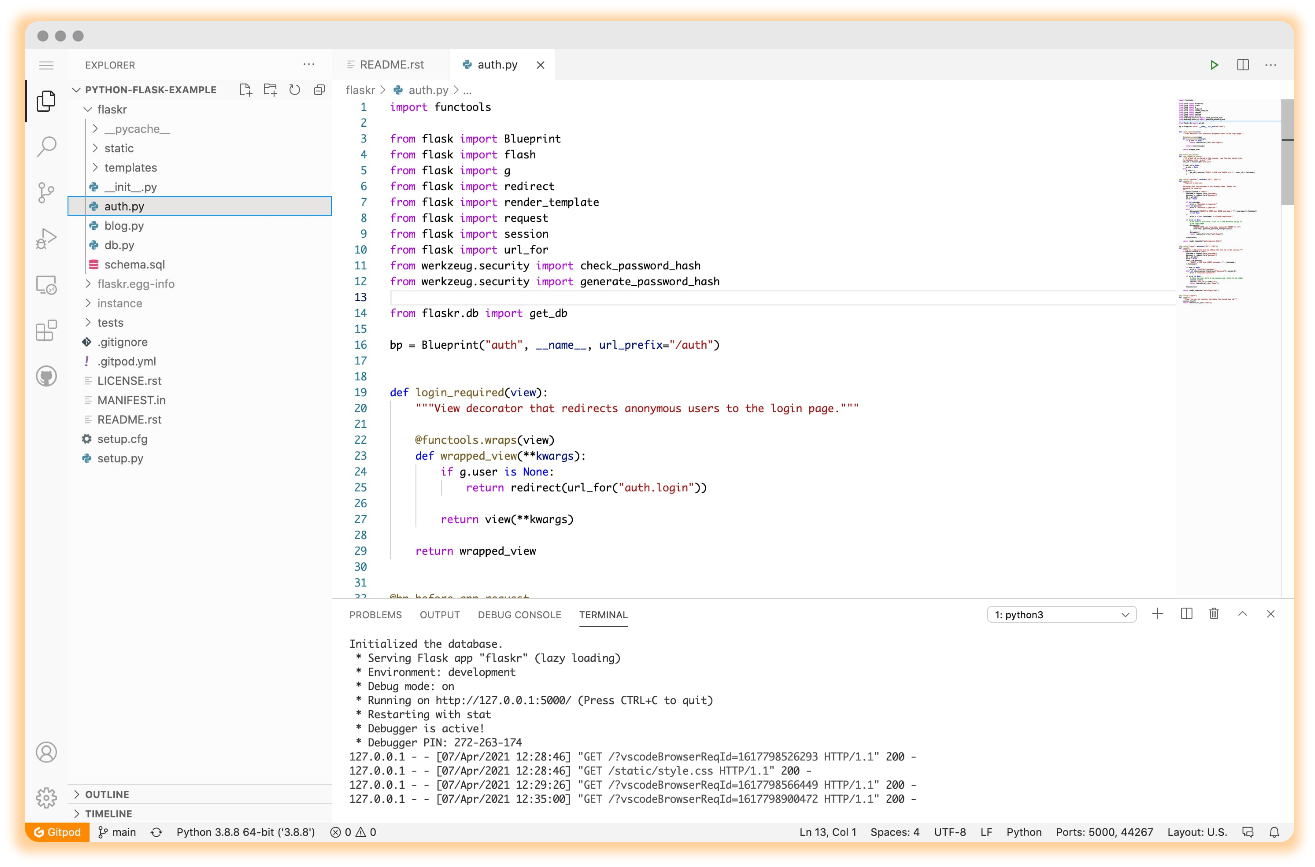 EXPLORER
PYTHON-FLASK-EXAMPLE
flaskr
__pycache__
static
templates
__init__.py
auth.py
blog.py
db.py
schema.sql
flaskr.egg-info
instance
tests
.gitignore
.gitpod.yml
LICENSE.rst
MANIFEST.in
README.rst
setup.cfg
setup.py
OUTLINE
TIMELINE
README.rst auth.py
flaskr > auth.py > ...
1 import functools
2
3 from flask import Blueprint
4 from flask import flash
5 from flask import g
6 from flask import redirect
7 from flask import render_template
8 from flask import request
9 from flask import session
10 from flask import url_for
11 from werkzeug.security import check_password_hash
12 from werkzeug.security import generate_password_hash
13
14 from flaskr.db import get_db
15
16 bp = Blueprint("auth", __name__, url_prefix="/auth")
17
18
19 def login_required(view):
20 """View decorator that redirects anonymous users to the login page."""
21
22 @functools.wraps(view)
23 def wrapped_view(**kwargs):
24 if g.user is None:
25 return redirect(url_for("auth.login"))
26
27 return view(**kwargs)
28
29 return wrapped_view
30
31
32 @bp.before_app_request
PROBLEMS OUTPUT DEBUG CONSOLE TERMINAL 1: python3
Initialized the database.
* Serving Flask app "flaskr" (lazy loading)
* Environment: development
* Debug mode: on
* Running on http://127.0.0.1:5000/ (Press CTRL+C to quit)
* Restarting with stat
* Debugger is active!
* Debugger PIN: 272-263-174
127.0.0.1 - - [07/Apr/2021 12:28:46] "GET /?vscodeBrowserReqId=1617798526293 HTTP/1.1" 200 -
127.0.0.1 - - [07/Apr/2021 12:28:46] "GET /static/style.css HTTP/1.1" 200 -
127.0.0.1 - - [07/Apr/2021 12:29:26] "GET /?vscodeBrowserReqId=1617798566449 HTTP/1.1" 200 -
127.0.0.1 - - [07/Apr/2021 12:35:00] "GET /?vscodeBrowserReqId=1617798900472 HTTP/1.1" 200 -
Gitpod main Python 3.8.8 64-bit ('3.8.8') 0 0 Ln 13, Col 1 Spaces: 4 UTF-8 LF Python Ports: 5000, 44267 Layout: U.S.